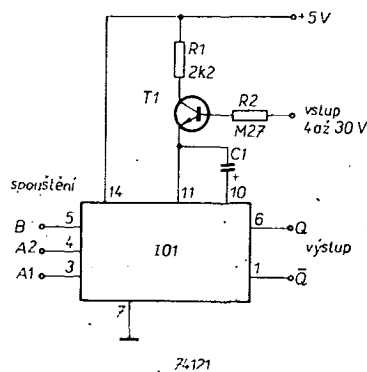 +5V
R1
2k2
T1
R2
M27
vstup
4 až 30 V
C1
+
spouštění
14
11
10
B
5
A2
4
A1
3
IO1
6
Q
výstup
1
Q̄
7
74121